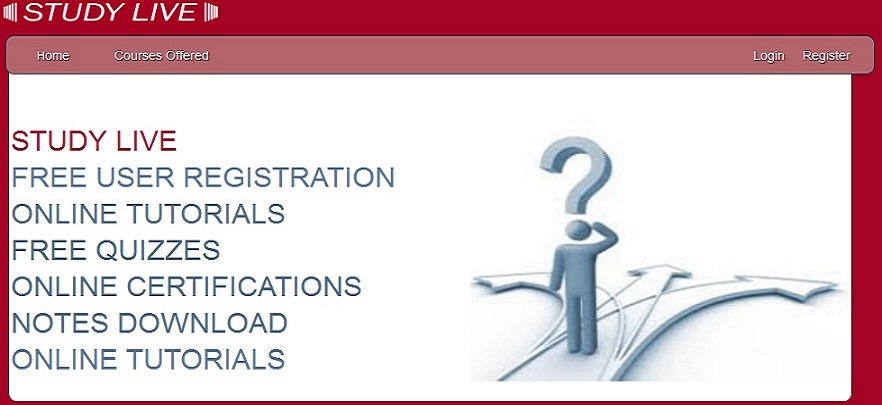 STUDY LIVE
Home Courses Offered Login Register
STUDY LIVE
FREE USER REGISTRATION
ONLINE TUTORIALS
FREE QUIZZES
ONLINE CERTIFICATIONS
NOTES DOWNLOAD
ONLINE TUTORIALS
?